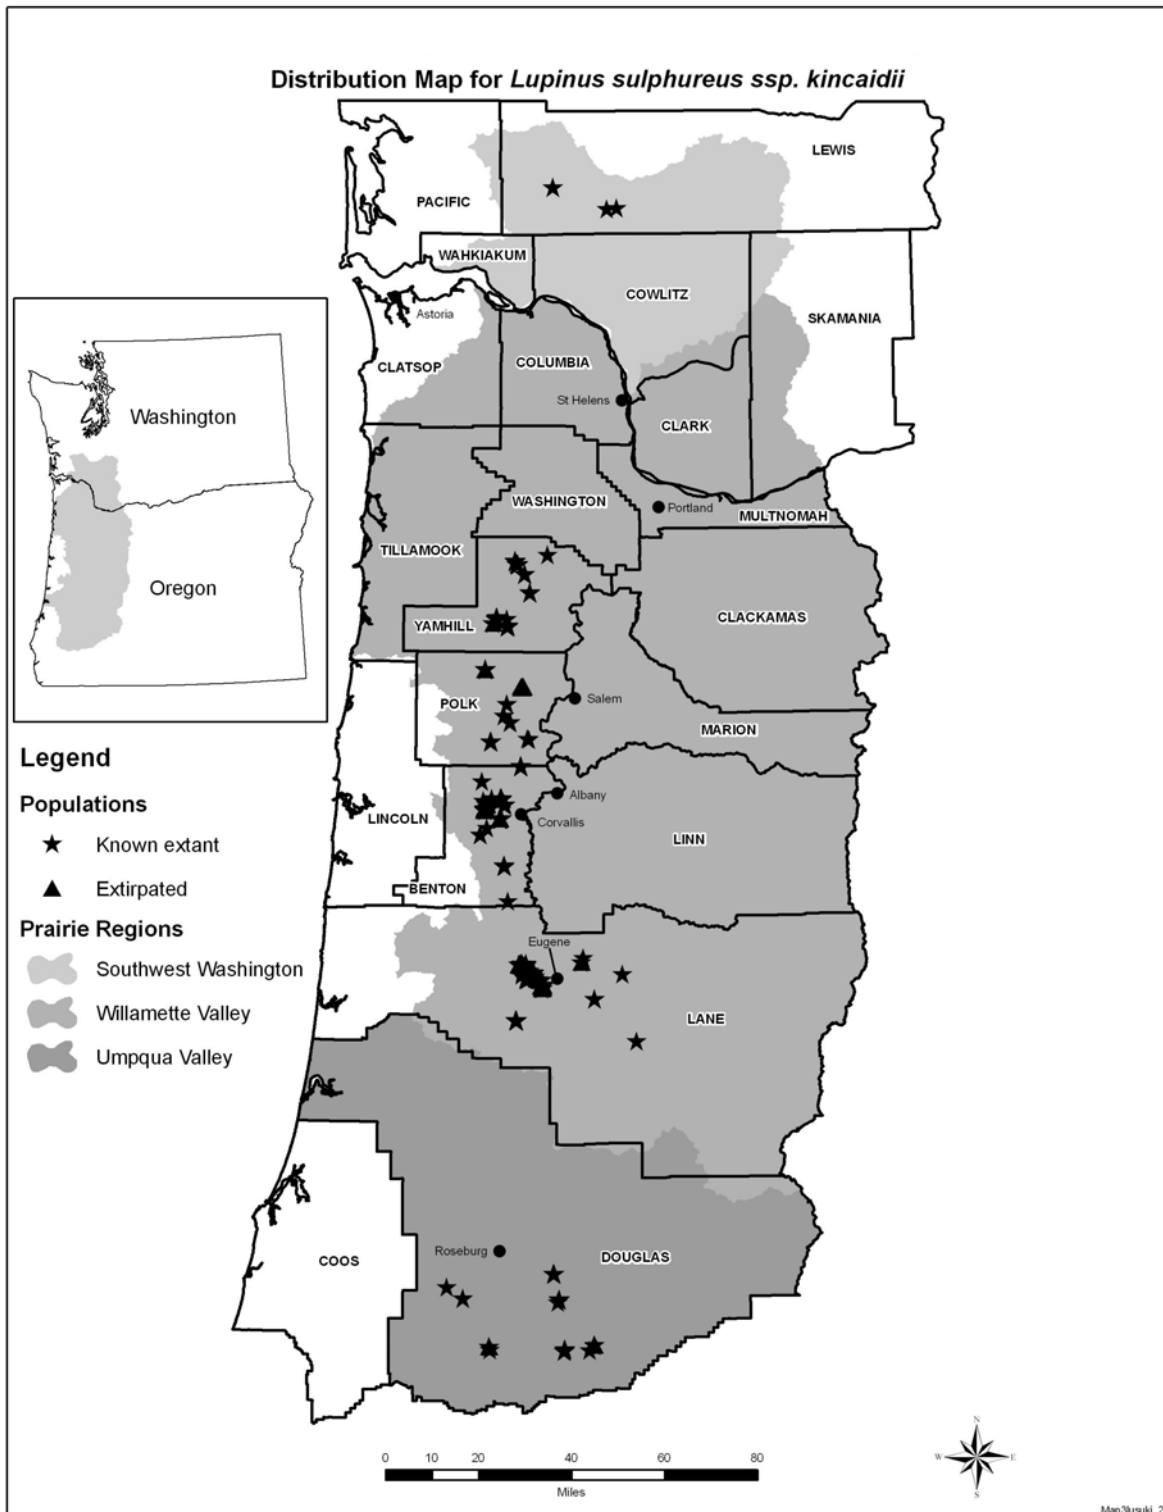 Distribution Map for Lupinus sulphureus ssp. kincaidii
LEWIS
PACIFIC
WAHKIAKUM
COWLITZ
SKAMANIA
Astoria
CLATSOP
COLUMBIA
St Helens
CLARK
Washington
Oregon
WASHINGTON
Portland
MULTNOMAH
TILLAMOOK
CLACKAMAS
YAMHILL
POLK
Salem
MARION
Legend
Populations
Known extant
Extirpated
Prairie Regions
Southwest Washington
Willamette Valley
Umpqua Valley
Albany
LINCOLN
Corvallis
LINN
BENTON
Eugene
LANE
Roseburg
DOUGLAS
COOS
0 10 20 40 60 80
Miles
N
W E
S